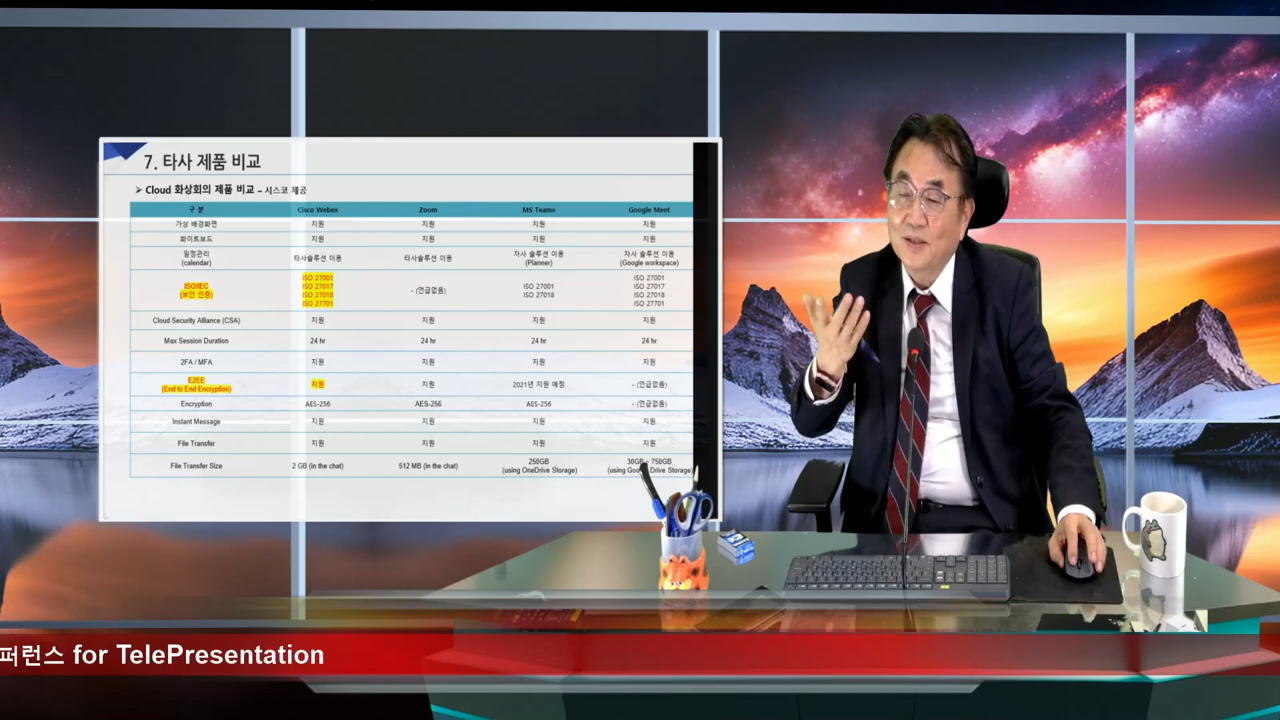 7. 타사 제품 비교
➢ Cloud 화상회의 제품 비교 – 시스코 제공
구 분 Cisco Webex Zoom MS Teams Google Meet
가상 배경화면 지원 지원 지원 지원
화이트보드 지원 지원 지원 지원
일정관리 (calendar) 타사솔루션 이용 타사솔루션 이용 자사 솔루션 이용 (Planner) 자사 솔루션 이용 (Google workspace)
ISO/IEC (보안 인증) ISO 27001 ISO 27017 ISO 27018 ISO 27701 - (언급없음) ISO 27001 ISO 27018 ISO 27001 ISO 27017 ISO 27018 ISO 27701
Cloud Security Alliance (CSA) 지원 지원 지원 지원
Max Session Duration 24 hr 24 hr 24 hr 24 hr
2FA / MFA 지원 지원 지원 지원
E2EE (End to End Encryption) 지원 지원 2021년 지원 예정 - (언급없음)
Encryption AES-256 AES-256 AES-256 - (언급없음)
Instant Message 지원 지원 지원 지원
File Transfer 지원 지원 지원 지원
File Transfer Size 2 GB (in the chat) 512 MB (in the chat) 250GB (using OneDrive Storage) 30GB ~ 750GB (using Drive Storage)
퍼런스 for TelePresentation